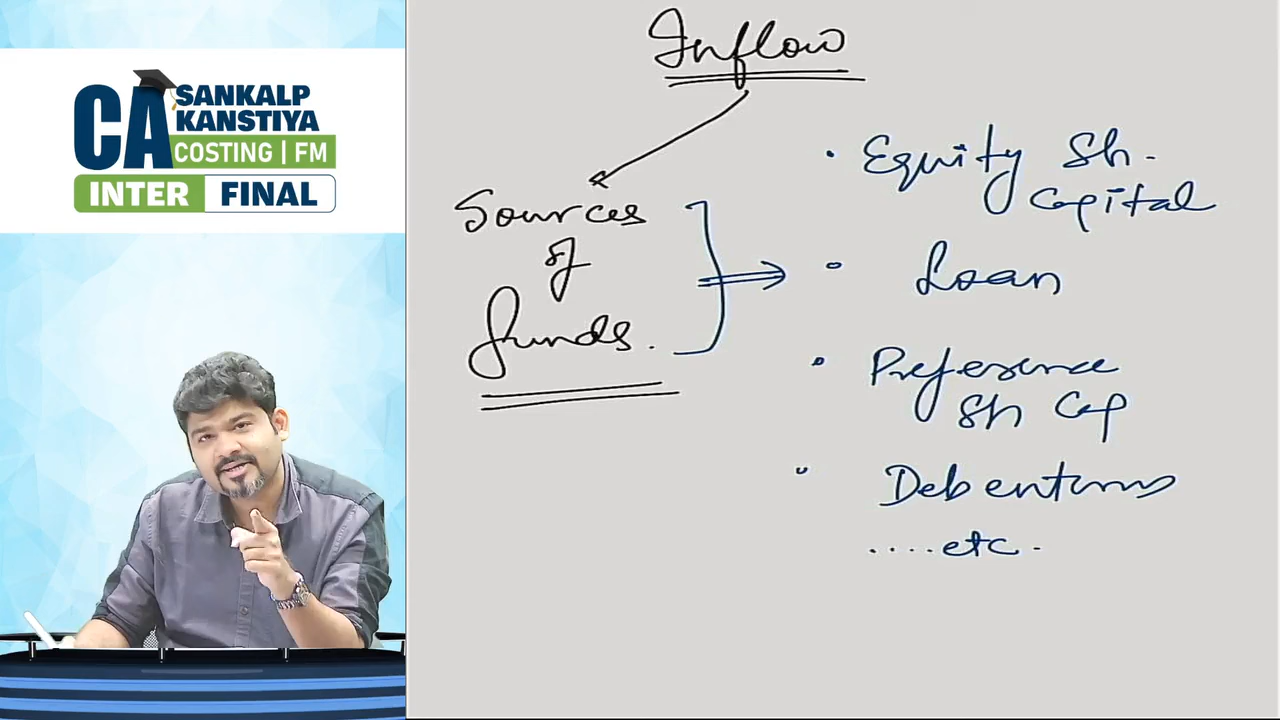 CA SANKALP
KANSTIYA
COSTING | FM
INTER FINAL
Inflow
Sources
of
funds.
• Equity Sh.
Capital
• Loan
• Preference
Sh Cap
• Debentures
....etc.